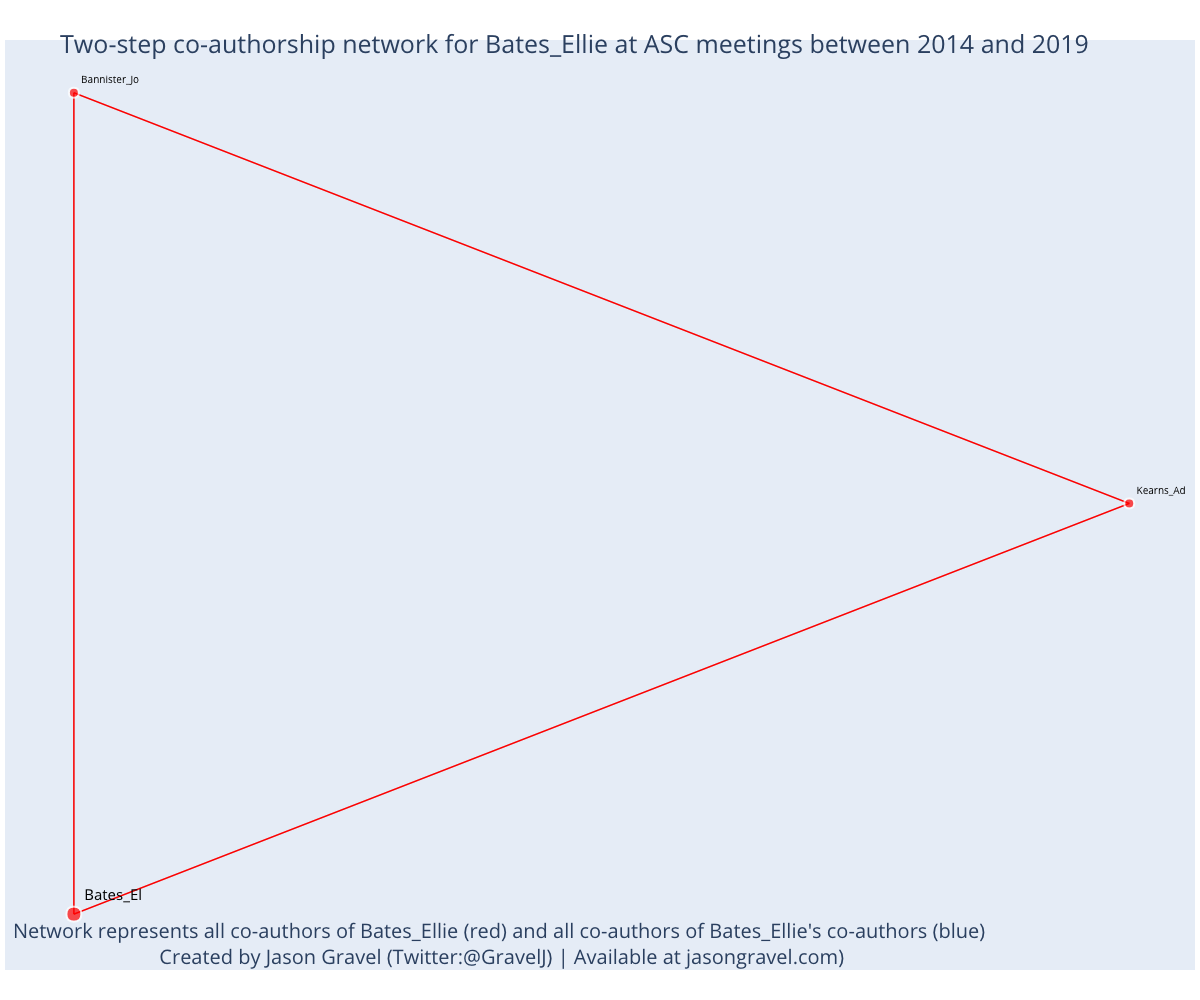 Two-step co-authorship network for Bates_Ellie at ASC meetings between 2014 and 2019
Bannister_Jo
Kearns_Ad
Bates_El
Network represents all co-authors of Bates_Ellie (red) and all co-authors of Bates_Ellie's co-authors (blue)
Created by Jason Gravel (Twitter:@GravelJ) | Available at jasongravel.com)